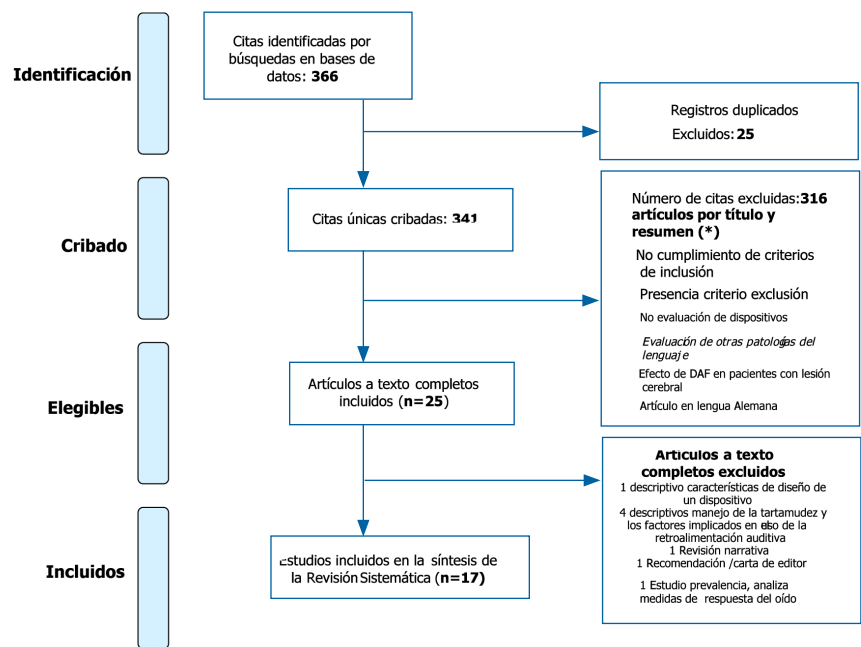 Identificación
Citas identificadas por
búsquedas en bases de
datos: 366
Registros duplicados
Excluidos: 25
Cribado
Citas únicas cribadas: 341
Número de citas excluidas:316
artículos por título y
resumen (*)
No cumplimiento de criterios
de inclusión
Presencia criterio exclusión
No evaluación de dispositivos
Evaluación de otras patologías del
lenguaje
Efecto de DAF en pacientes con lesión
cerebral
Artículo en lengua Alemana
Elegibles
Artículos a texto completos
incluidos (n=25)
Artículos a texto
completos excluidos
1 descriptivo características de diseño de
un dispositivo
4 descriptivos manejo de la tartamudez y
los factores implicados en de la
retroalimentación auditiva
1 Revisión narrativa
1 Recomendación /carta de editor
1 Estudio prevalencia, analiza
medidas de respuesta del oído
Incluidos
Estudios incluidos en la síntesis de
la Revisión Sistemática (n=17)